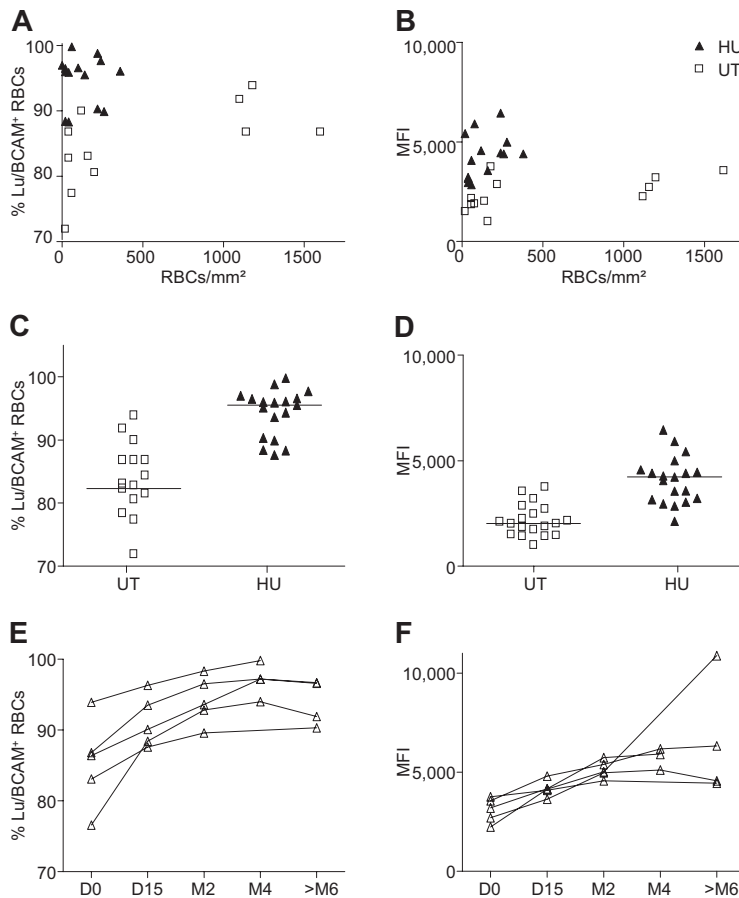 A
% Lu/BCAM⁺ RBCs
100
90
80
70
0 500 1000 1500
RBCs/mm²
B
MFI
10,000
5,000
0
0 500 1000 1500
RBCs/mm²
▲ HU
□ UT
C
% Lu/BCAM⁺ RBCs
100
90
80
70
UT HU
D
MFI
10,000
5,000
0
UT HU
E
% Lu/BCAM⁺ RBCs
100
90
80
70
D0 D15 M2 M4 >M6
F
MFI
10,000
5,000
0
D0 D15 M2 M4 >M6